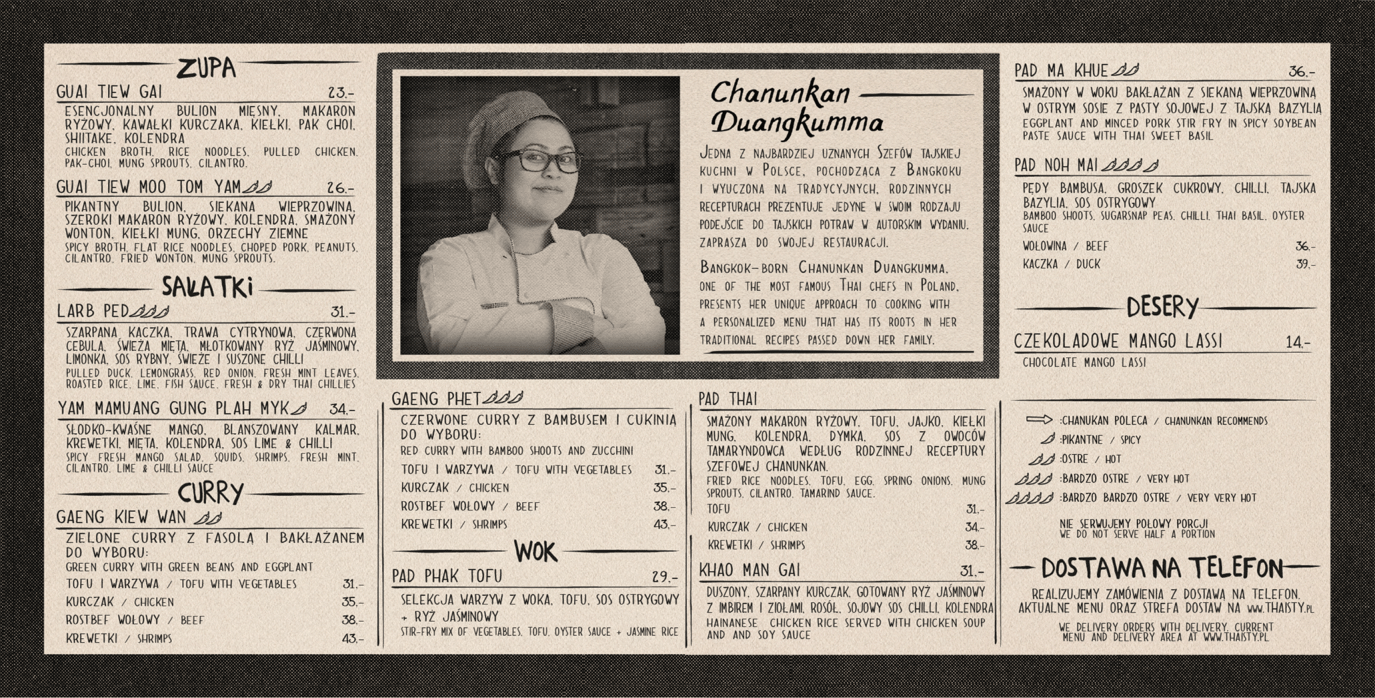 ZUPA
GUAI TIEW GAI 23.-
ESENCJONALNY BULION MIĘSNY, MAKARON
RYŻOWY, KAWAŁKI KURCZAKA, KIEŁKI, PAK CHOI,
SHIITAKE, KOLENDRA
CHICKEN BROTH, RICE NOODLES, PULLED CHICKEN,
PAK-CHOI, MUNG SPROUTS, CILANTRO.
GUAI TIEW MOO TOM YAM 26.-
PIKANTNY BULION, SIEKANA WIEPRZOWINA,
SZEROKI MAKARON RYŻOWY, KOLENDRA, SMAŻONY
WONTON, KIEŁKI MUNG, ORZECHY ZIEMNE
SPICY BROTH, FLAT RICE NOODLES, CHOPED PORK, PEANUTS,
CILANTRO, FRIED WONTON, MUNG SPROUTS.
SAŁATKI
LARB PED 31.-
SZARPANA KACZKA, TRAWA CYTRYNOWA, CZERWONA
CEBULA, ŚWIEŻA MIĘTA, MŁOTKOWANY RYŻ JAŚMINOWY,
LIMONKA, SOS RYBNY, ŚWIEŻE I SUSZONE CHILLI
PULLED DUCK, LEMONGRASS, RED ONION, FRESH MINT LEAVES,
ROASTED RICE, LIME, FISH SAUCE, FRESH & DRY THAI CHILLIES
YAM MAMUANG GUNG PLAH MYK 34.-
SŁODKO-KWAŚNE MANGO, BLANSZOWANY KALMAR,
KREWETKI, MIĘTA, KOLENDRA, SOS LIME & CHILLI
SPICY FRESH MANGO SALAD, SQUIDS, SHRIMPS, FRESH MINT,
CILANTRO, LIME & CHILLI SAUCE
CURRY
GAENG KIEW WAN
ZIELONE CURRY Z FASOLĄ I BAKŁAŻANEM
DO WYBORU:
GREEN CURRY WITH GREEN BEANS AND EGGPLANT
TOFU I WARZYWA / TOFU WITH VEGETABLES 31.-
KURCZAK / CHICKEN 35.-
ROSTBEF WOŁOWY / BEEF 38.-
KREWETKI / SHRIMPS 43.-
Chanunkan
Duangkumma
JEDNA Z NAJBARDZIEJ UZNANYCH SZEFÓW TAJSKIEJ
KUCHNI W POLSCE, POCHODZĄCA Z BANGKOKU
I WYUCZONA NA TRADYCYJNYCH, RODZINNYCH
RECEPTURACH PREZENTUJE JEDYNE W SWOIM RODZAJU
PODEJŚCIE DO TAJSKICH POTRAW W AUTORSKIM WYDANIU,
ZAPRASZA DO SWOJEJ RESTAURACJI.
BANGKOK-BORN CHANUNKAN DUANGKUMMA,
ONE OF THE MOST FAMOUS THAI CHEFS IN POLAND,
PRESENTS HER UNIQUE APPROACH TO COOKING WITH
A PERSONALIZED MENU THAT HAS ITS ROOTS IN HER
TRADITIONAL RECIPES PASSED DOWN HER FAMILY.
GAENG PHET
CZERWONE CURRY Z BAMBUSEM I CUKINIĄ
DO WYBORU:
RED CURRY WITH BAMBOO SHOOTS AND ZUCCHINI
TOFU I WARZYWA / TOFU WITH VEGETABLES 31.-
KURCZAK / CHICKEN 35.-
ROSTBEF WOŁOWY / BEEF 38.-
KREWETKI / SHRIMPS 43.-
WOK
PAD PHAK TOFU 29.-
SELEKCJA WARZYW Z WOKA, TOFU, SOS OSTRYGOWY
+ RYŻ JAŚMINOWY
STIR-FRY MIX OF VEGETABLES, TOFU, OYSTER SAUCE + JASMINE RICE
PAD THAI
SMAŻONY MAKARON RYŻOWY, TOFU, JAJKO, KIEŁKI
MUNG, KOLENDRA, DYMKA, SOS Z OWOCÓW
TAMARYNDOWCA WEDŁUG RODZINNEJ RECEPTURY
SZEFOWEJ CHANUNKAN.
FRIED RICE NOODLES, TOFU, EGG, SPRING ONIONS, MUNG
SPROUTS, CILANTRO, TAMARIND SAUCE.
TOFU 31.-
KURCZAK / CHICKEN 34.-
KREWETKI / SHRIMPS 38.-
KHAO MAN GAI 31.-
DUSZONY, SZARPANY KURCZAK, GOTOWANY RYŻ JAŚMINOWY
Z IMBIREM I ZIOŁAMI, ROSÓŁ, SOJOWY SOS CHILLI, KOLENDRA
HAINANESE CHICKEN RICE SERVED WITH CHICKEN SOUP
AND AND SOY SAUCE
PAD MA KHUE 36.-
SMAŻONY W WOKU BAKŁAŻAN Z SIEKANĄ WIEPRZOWINĄ
W OSTRYM SOSIE Z PASTY SOJOWEJ Z TAJSKĄ BAZYLIĄ
EGGPLANT AND MINCED PORK STIR FRY IN SPICY SOYBEAN
PASTE SAUCE WITH THAI SWEET BASIL
PAD NOH MAI
PĘDY BAMBUSA, GROSZEK CUKROWY, CHILLI, TAJSKA
BAZYLIA, SOS OSTRYGOWY
BAMBOO SHOOTS, SUGARSNAP PEAS, CHILLI, THAI BASIL, OYSTER
SAUCE
WOŁOWINA / BEEF 36.-
KACZKA / DUCK 39.-
DESERY
CZEKOLADOWE MANGO LASSI 14.-
CHOCOLATE MANGO LASSI
:CHANUKAN POLECA / CHANUNKAN RECOMMENDS
:PIKANTNE / SPICY
:OSTRE / HOT
:BARDZO OSTRE / VERY HOT
:BARDZO BARDZO OSTRE / VERY VERY HOT
NIE SERWUJEMY POŁOWY PORCJI
WE DO NOT SERVE HALF A PORTION
DOSTAWA NA TELEFON
REALIZUJEMY ZAMÓWIENIA Z DOSTAWĄ NA TELEFON.
AKTUALNE MENU ORAZ STREFA DOSTAW NA WWW.THAISTY.PL
WE DELIVERY ORDERS WITH DELIVERY. CURRENT
MENU AND DELIVERY AREA AT WWW.THAISTY.PL